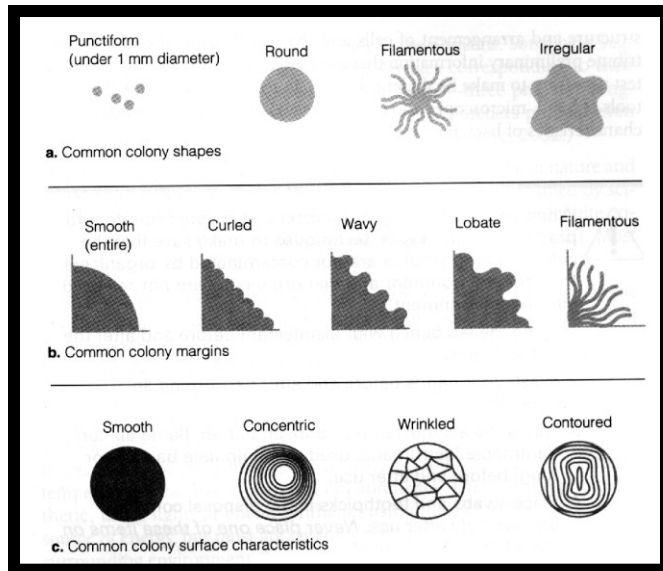 Punctiform
(under 1 mm diameter)
Round
Filamentous
Irregular
a. Common colony shapes
Smooth
(entire)
Curled
Wavy
Lobate
Filamentous
b. Common colony margins
Smooth
Concentric
Wrinkled
Contoured
c. Common colony surface characteristics